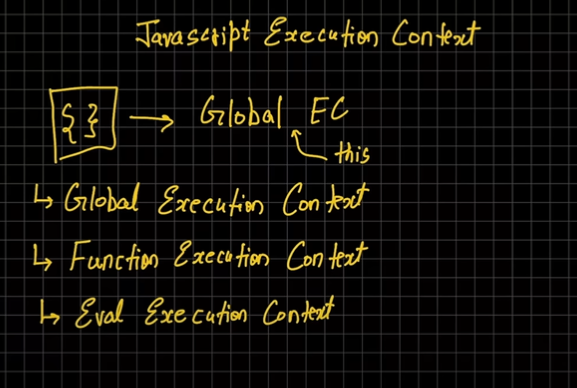 Javascript Execution Context
{ } → Global EC
this
↳ Global Execution Context
↳ Function Execution Context
↳ Eval Execution Context